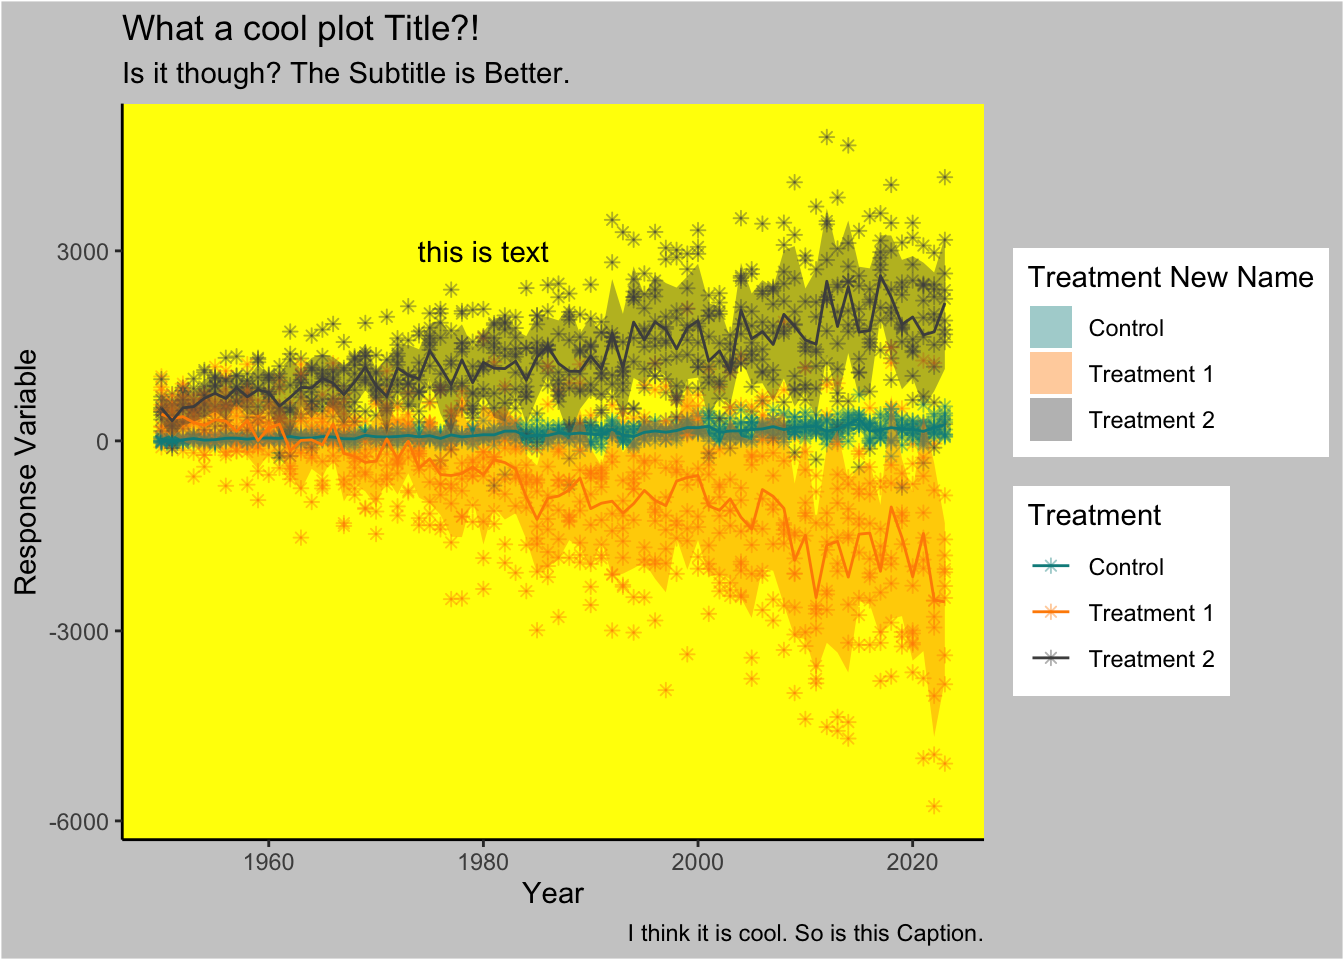 What a cool plot Title?!
Is it though? The Subtitle is Better.
this is text
Response Variable
3000
0
-3000
-6000
1960
1980
2000
2020
Year
I think it is cool. So is this Caption.
Treatment New Name
Control
Treatment 1
Treatment 2
Treatment
Control
Treatment 1
Treatment 2